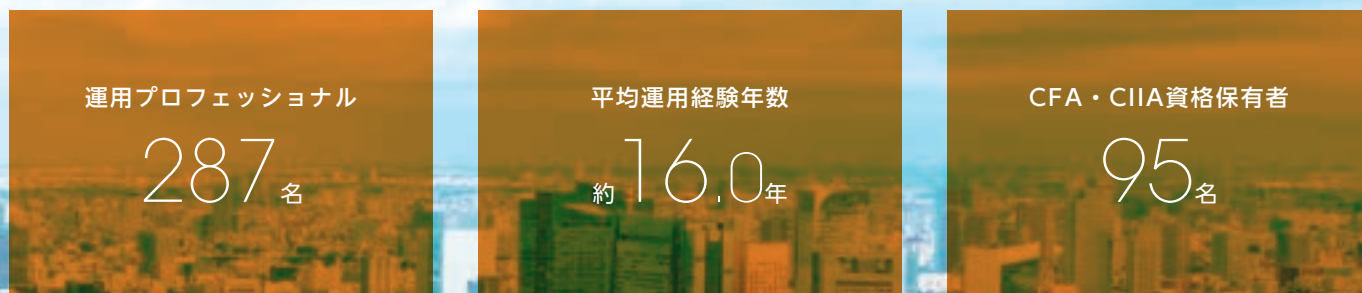 運用プロフェッショナル
287名
平均運用経験年数
約16.0年
CFA・CIIA資格保有者
95名